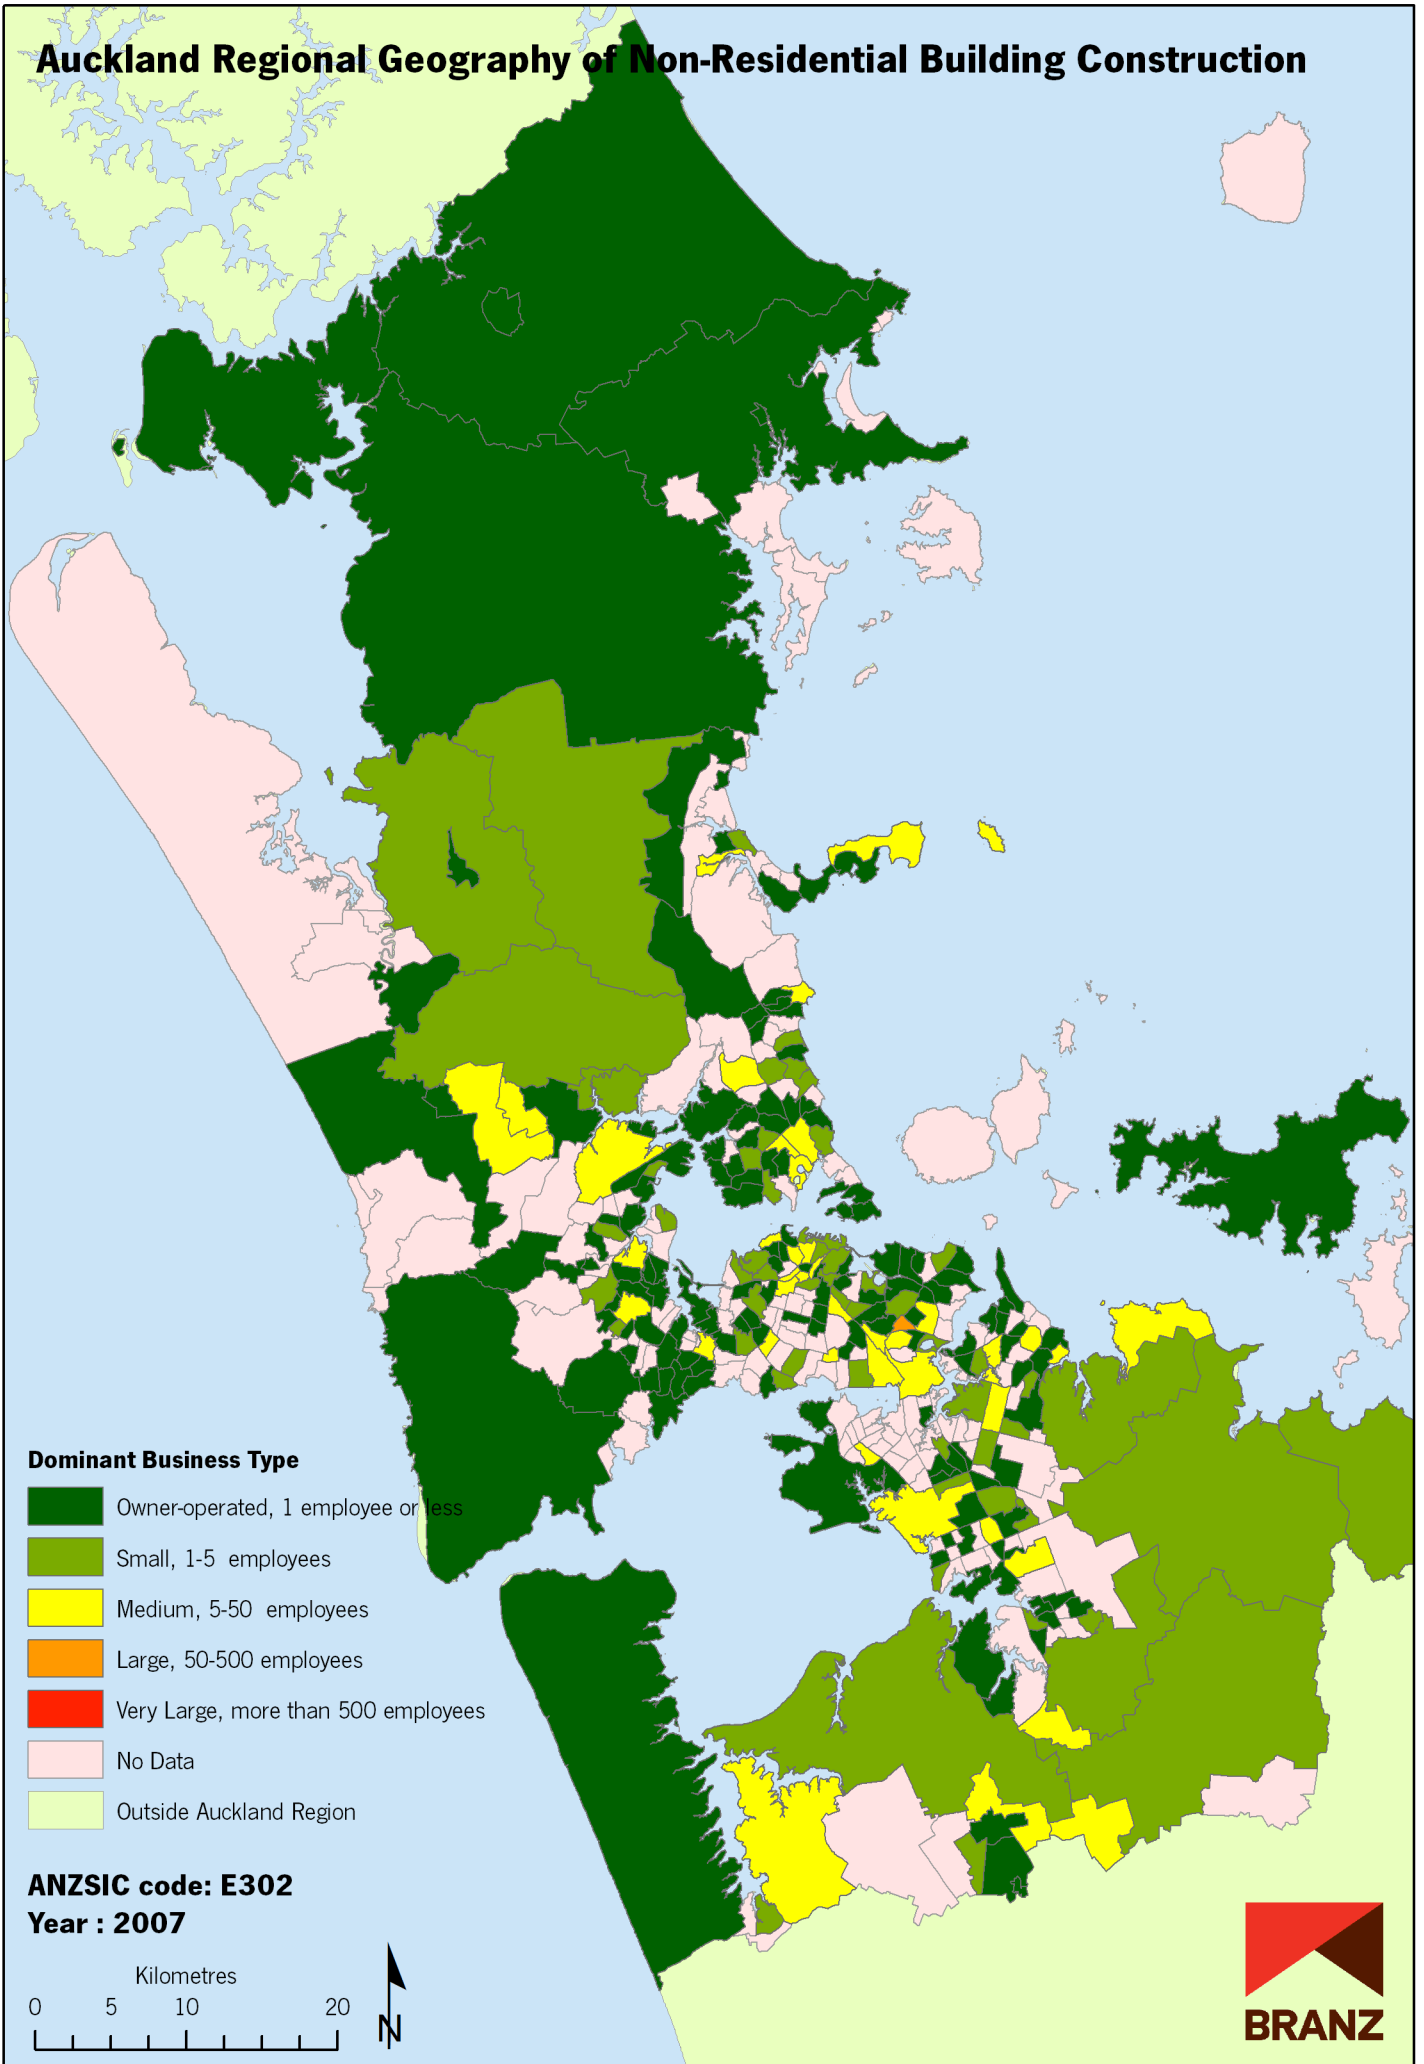 Auckland Regional Geography of Non-Residential Building Construction
Dominant Business Type
Owner-operated, 1 employee or less
Small, 1-5 employees
Medium, 5-50 employees
Large, 50-500 employees
Very Large, more than 500 employees
No Data
Outside Auckland Region
ANZSIC code: E302
Year : 2007
Kilometres
0 5 10 20
N
BRANZ